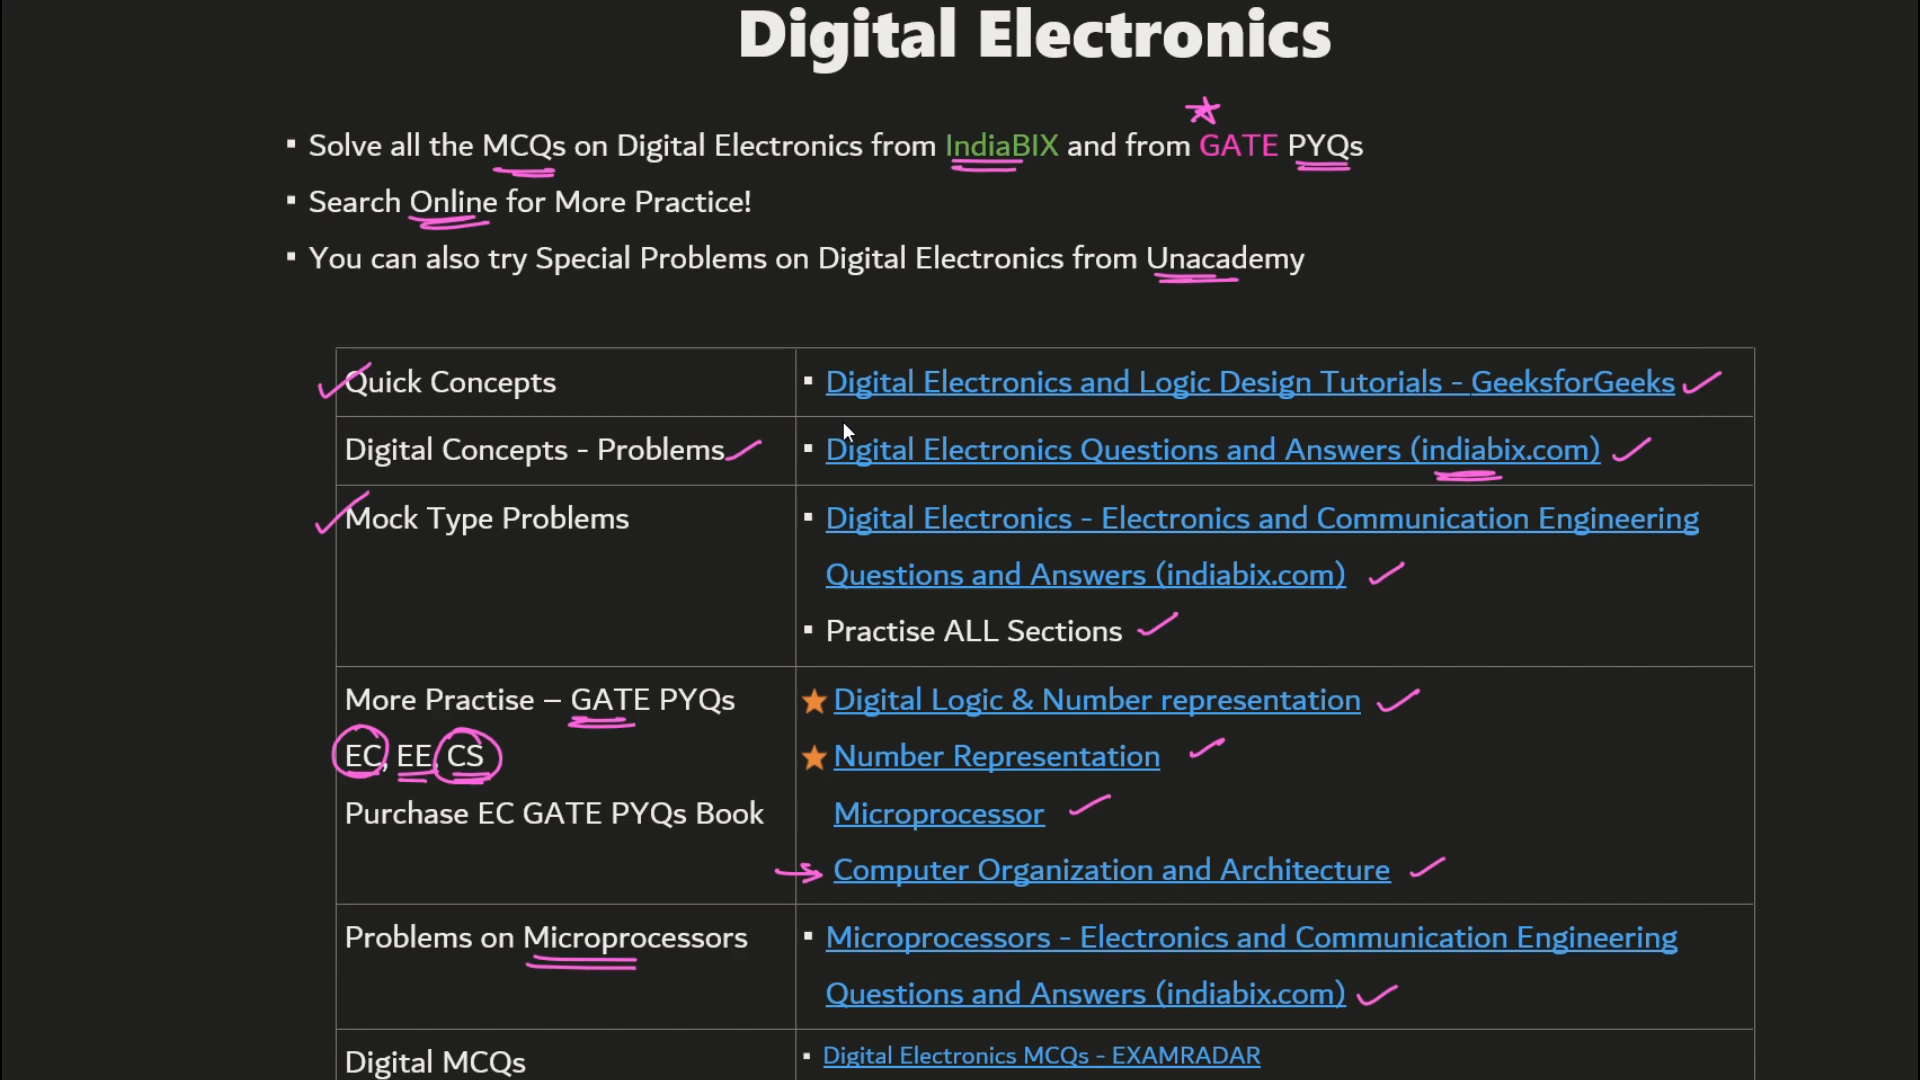 Digital Electronics
▪ Solve all the MCQs on Digital Electronics from IndiaBIX and from GATE PYQs
▪ Search Online for More Practice!
▪ You can also try Special Problems on Digital Electronics from Unacademy
Quick Concepts
▪ Digital Electronics and Logic Design Tutorials - GeeksforGeeks
Digital Concepts - Problems
▪ Digital Electronics Questions and Answers (indiabix.com)
Mock Type Problems
▪ Digital Electronics - Electronics and Communication Engineering
Questions and Answers (indiabix.com)
▪ Practise ALL Sections
More Practise – GATE PYQs
EC, EE, CS
Purchase EC GATE PYQs Book
Digital Logic & Number representation
Number Representation
Microprocessor
Computer Organization and Architecture
Problems on Microprocessors
▪ Microprocessors - Electronics and Communication Engineering
Questions and Answers (indiabix.com)
Digital MCQs
▪ Digital Electronics MCQs - EXAMRADAR